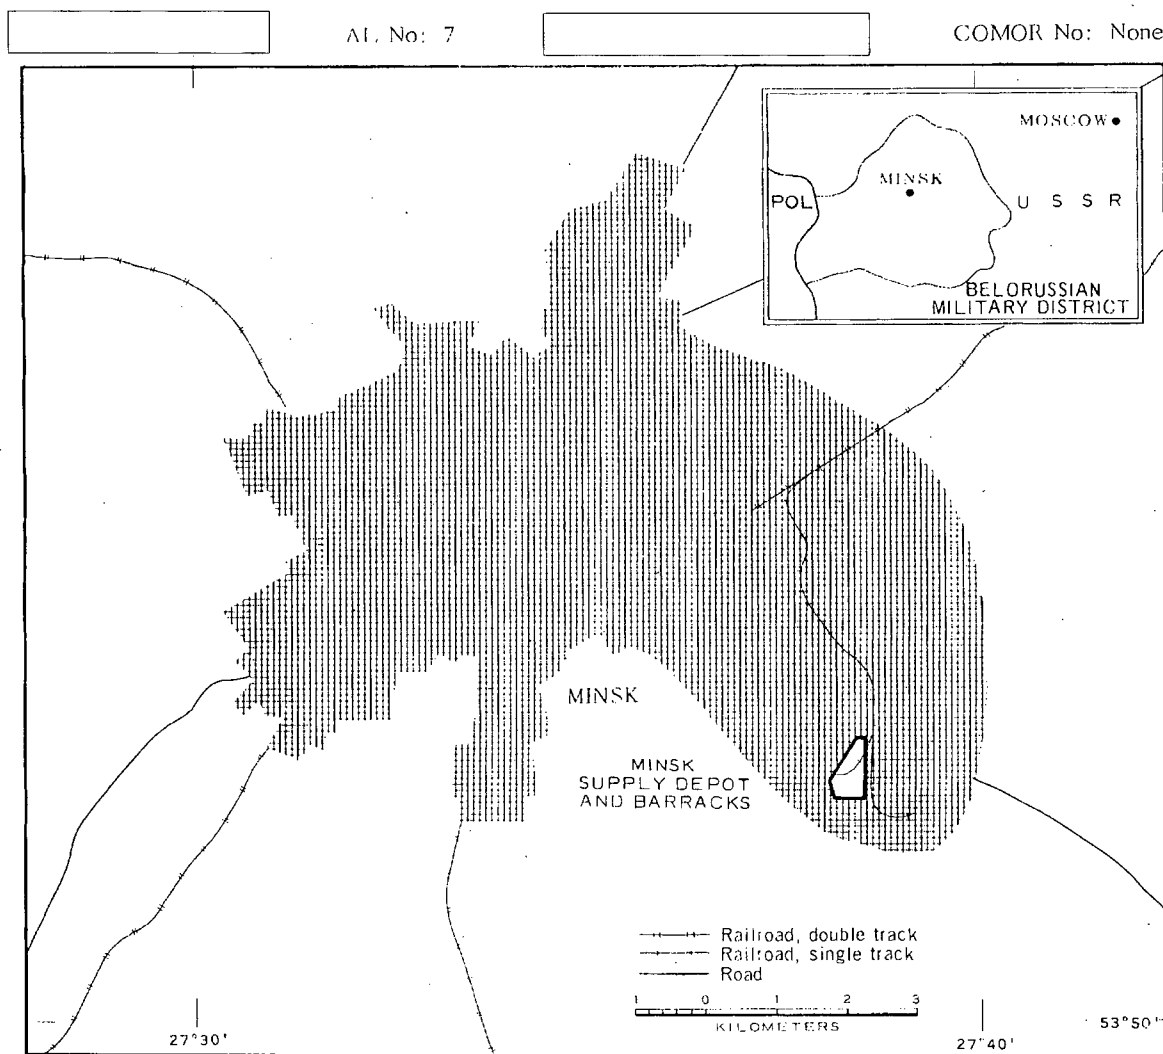 AL No: 7
COMOR No: None
MOSCOW
MINSK
POL
U S S R
BELORUSSIAN
MILITARY DISTRICT
MINSK
MINSK
SUPPLY DEPOT
AND BARRACKS
Railroad, double track
Railroad, single track
Road
1 0 1 2 3
KILOMETERS
53°50'
27°30'
27°40'